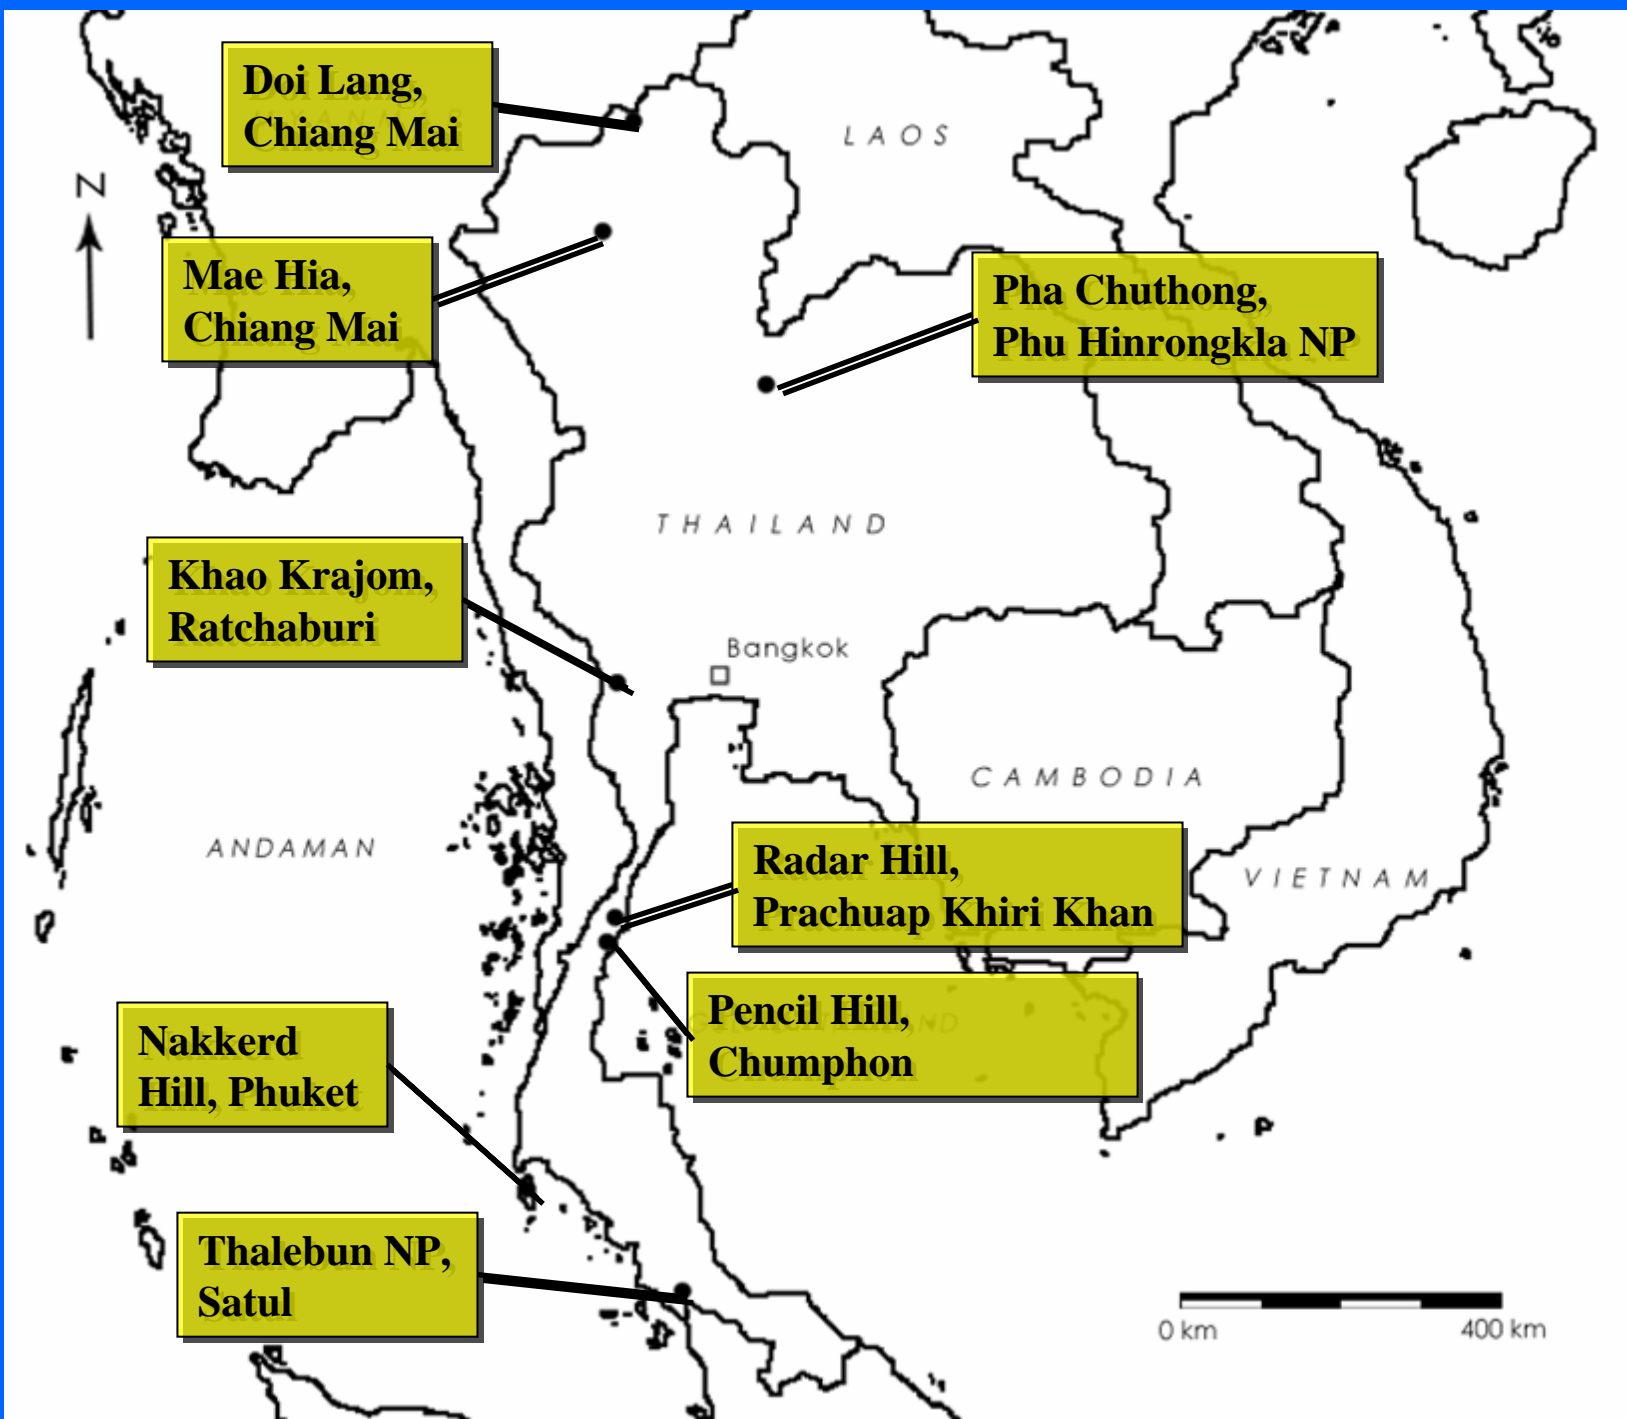 Doi Lang,
Chiang Mai
LAOS
N
Mae Hia,
Chiang Mai
Pha Chuthong,
Phu Hinrongkla NP
THAILAND
Khao Krajom,
Ratchaburi
Bangkok
CAMBODIA
ANDAMAN
Radar Hill,
Prachuap Khiri Khan
VIETNAM
Pencil Hill,
Chumphon
Nakkerd
Hill, Phuket
Thalebun NP,
Satul
0 km
400 km